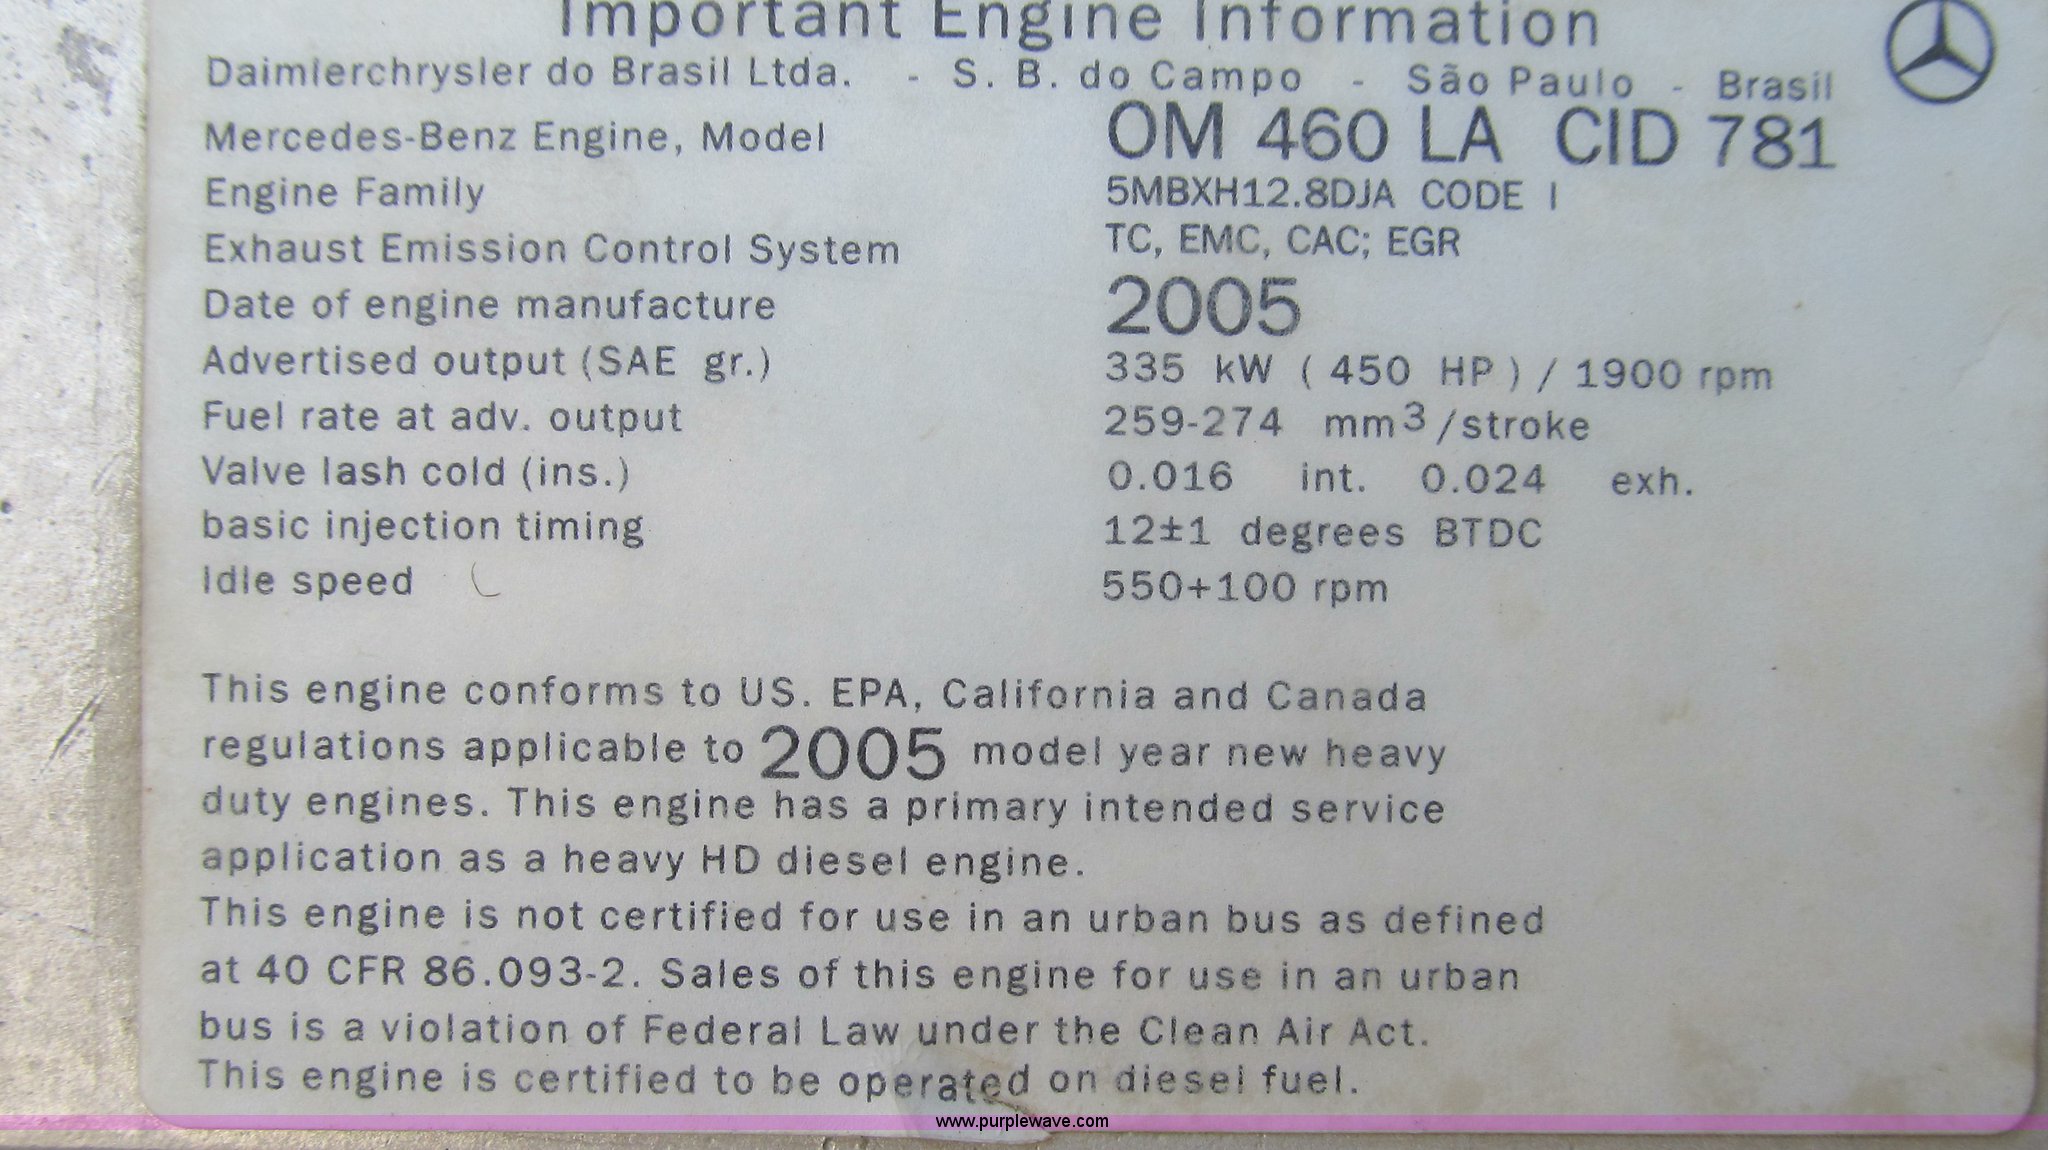 Important Engine Information
Daimlerchrysler do Brasil Ltda. - S. B. do Campo - São Paulo - Brasil
Mercedes-Benz Engine, Model OM 460 LA CID 781
Engine Family 5MBXH12.8DJA CODE I
Exhaust Emission Control System TC, EMC, CAC; EGR
Date of engine manufacture 2005
Advertised output (SAE gr.) 335 kW ( 450 HP ) / 1900 rpm
Fuel rate at adv. output 259-274 mm3/stroke
Valve lash cold (ins.) 0.016 int. 0.024 exh.
basic injection timing 12±1 degrees BTDC
Idle speed 550+100 rpm
This engine conforms to US. EPA, California and Canada
regulations applicable to 2005 model year new heavy
duty engines. This engine has a primary intended service
application as a heavy HD diesel engine.
This engine is not certified for use in an urban bus as defined
at 40 CFR 86.093-2. Sales of this engine for use in an urban
bus is a violation of Federal Law under the Clean Air Act.
This engine is certified to be operated on diesel fuel.
www.purplewave.com